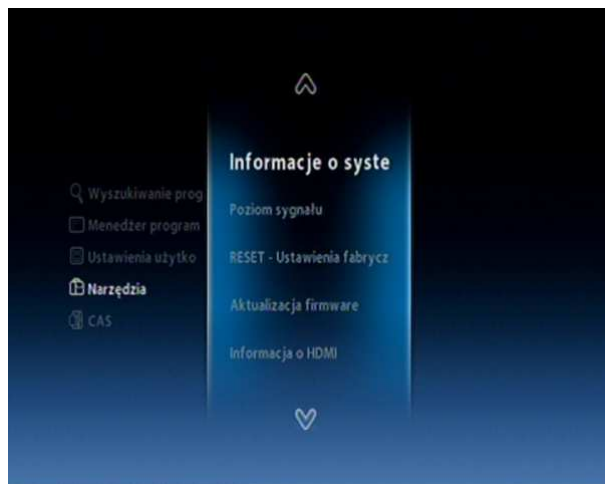 Informacje o syste
Wyszukiwanie prog
Poziom sygnału
Menedżer program
Ustawienia użytko
RESET - Ustawienia fabrycz
Narzędzia
Aktualizacja firmware
CAS
Informacja o HDMI